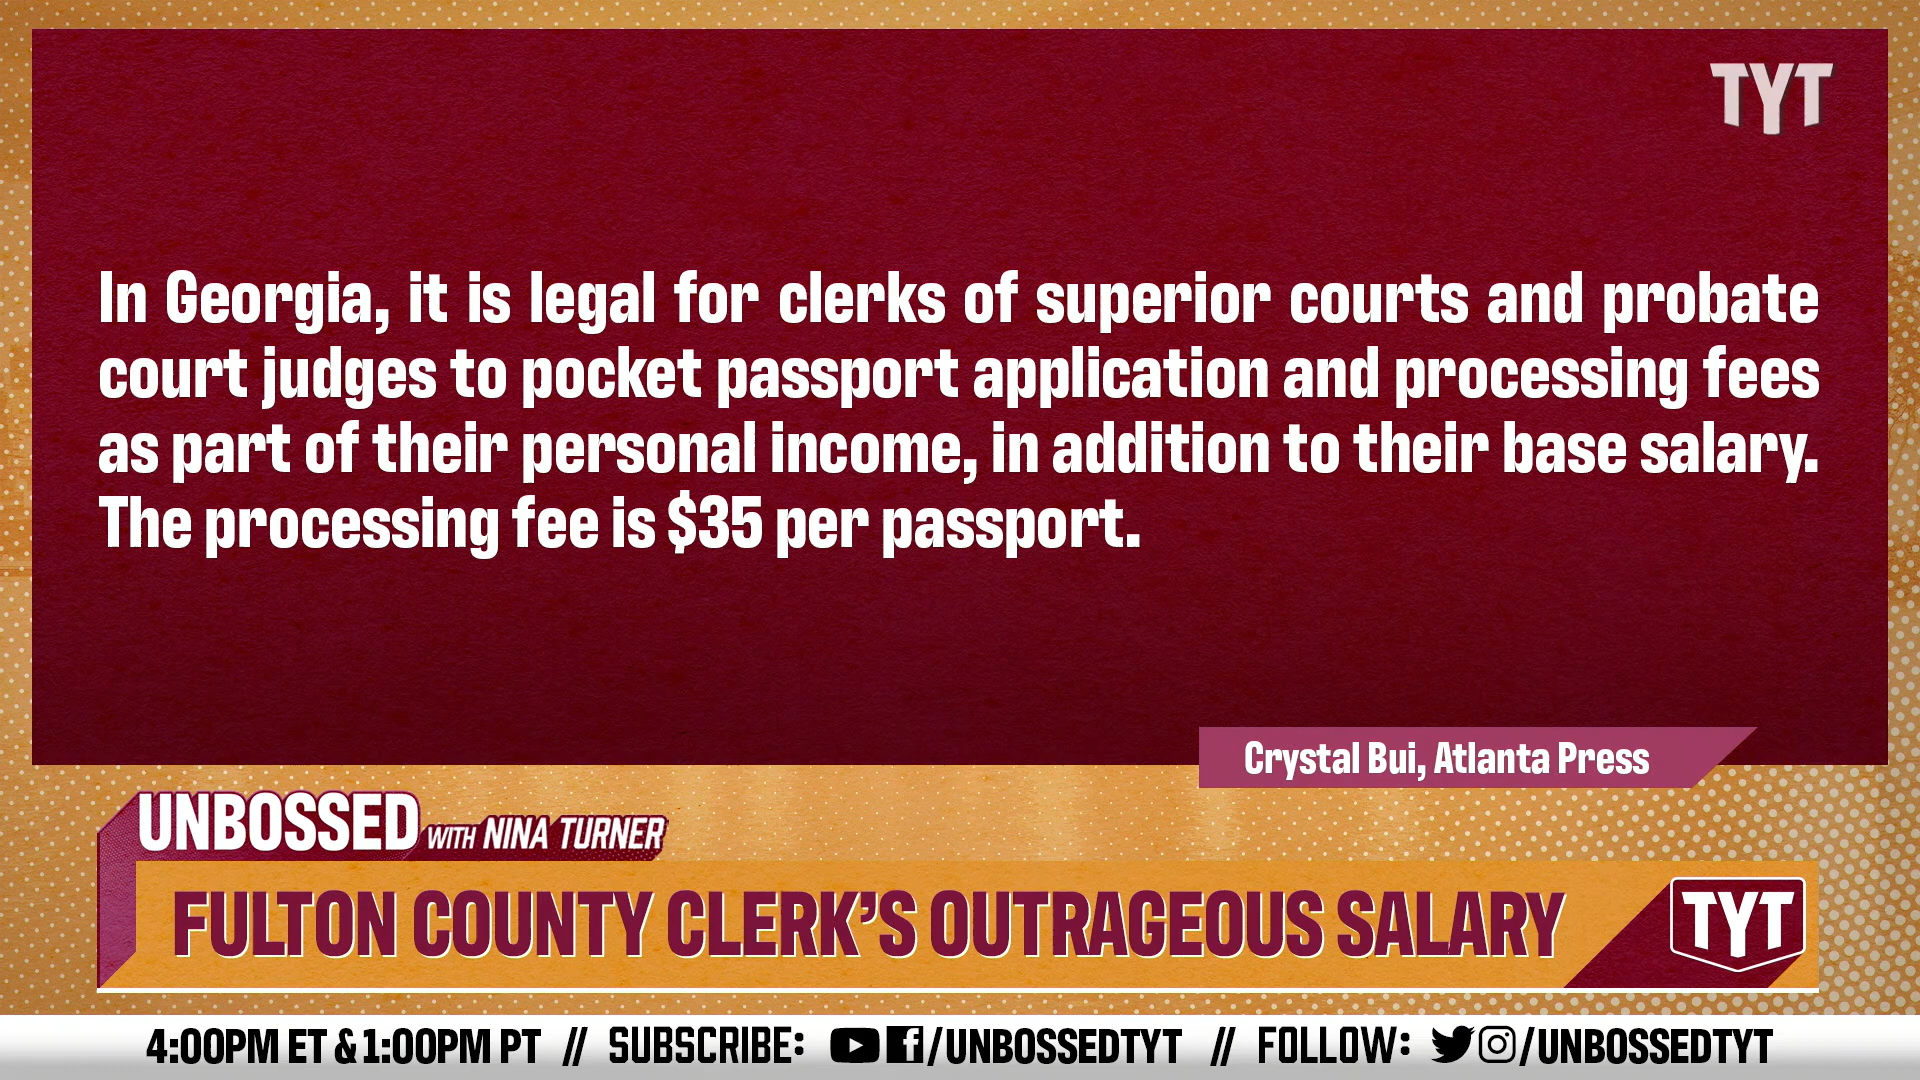 TYT
In Georgia, it is legal for clerks of superior courts and probate
court judges to pocket passport application and processing fees
as part of their personal income, in addition to their base salary.
The processing fee is $35 per passport.
Crystal Bui, Atlanta Press
UNBOSSED WITH NINA TURNER
FULTON COUNTY CLERK’S OUTRAGEOUS SALARY
TYT
4:00PM ET & 1:00PM PT // SUBSCRIBE: /UNBOSSEDTYT // FOLLOW: /UNBOSSEDTYT